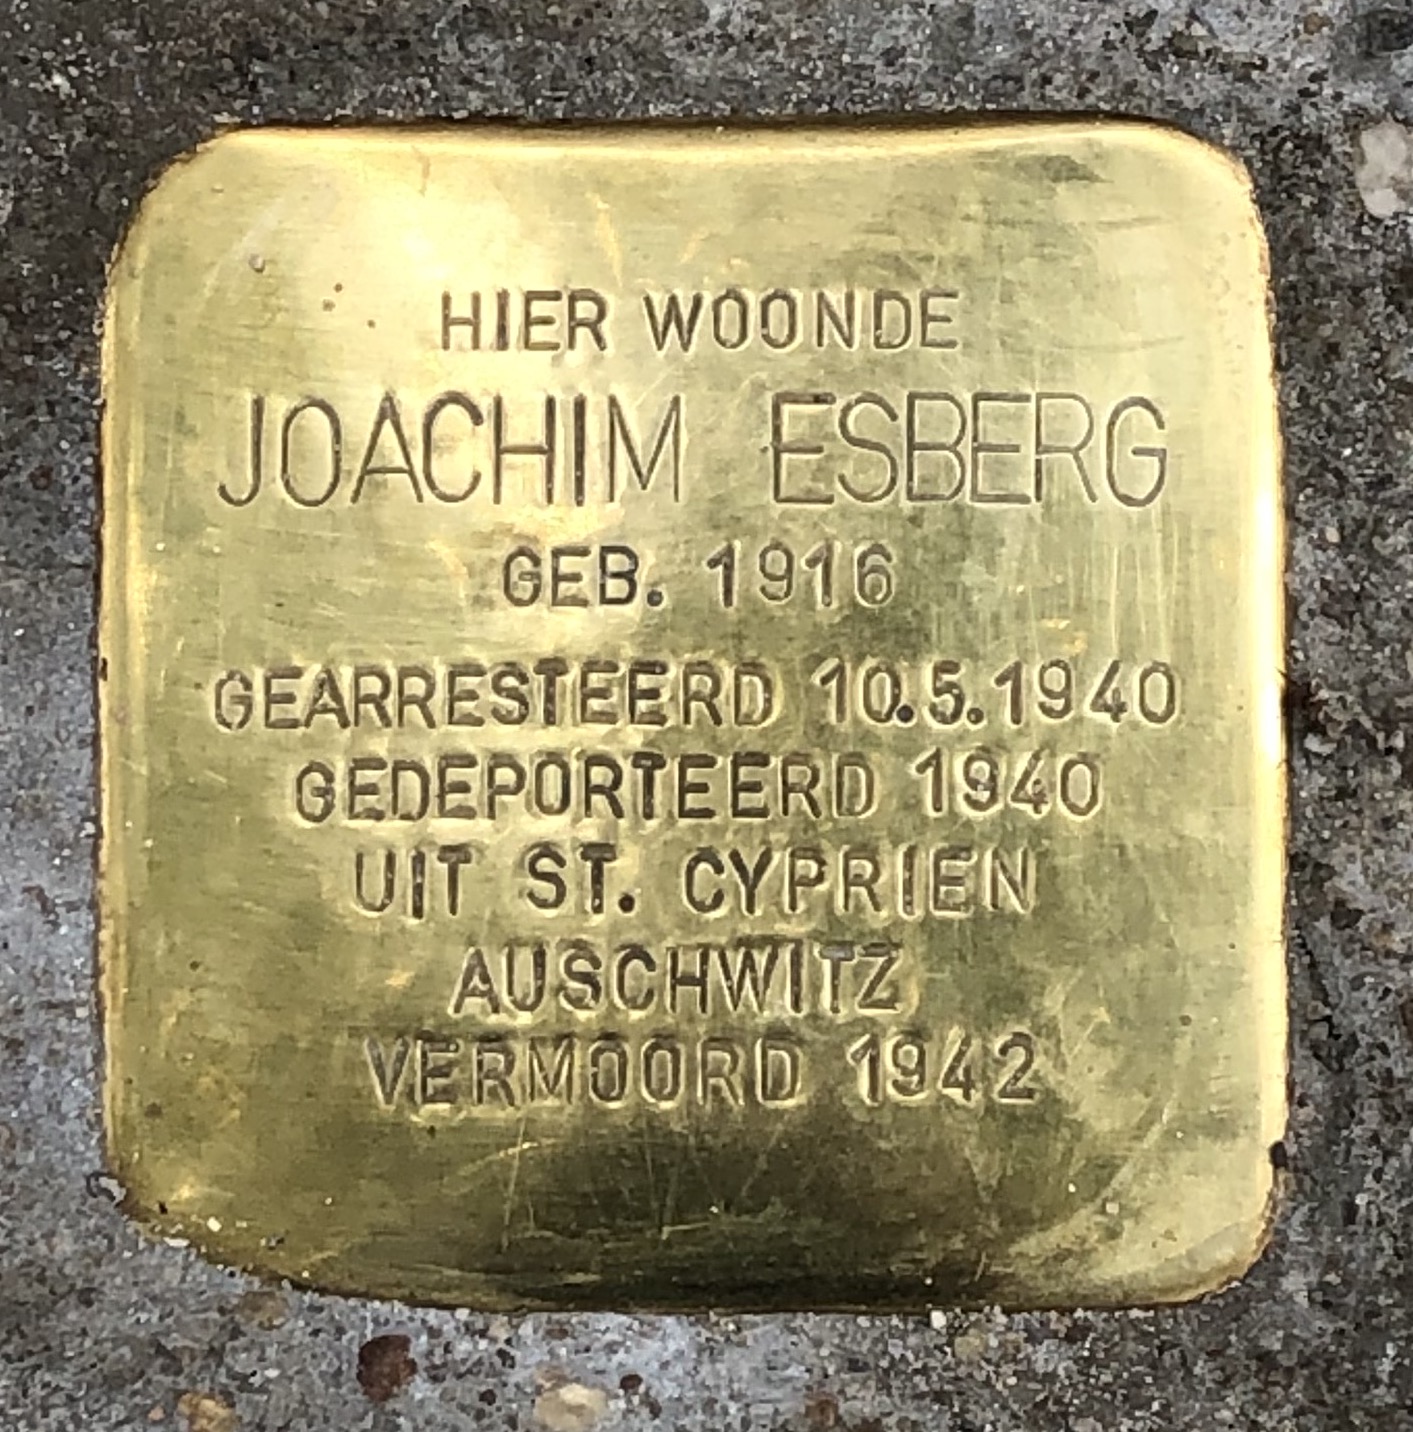 HIER WOONDE
JOACHIM ESBERG
GEB. 1916
GEARRESTEERD 10.5.1940
GEDEPORTEERD 1940
UIT ST. CYPRIEN
AUSCHWITZ
VERMOORD 1942